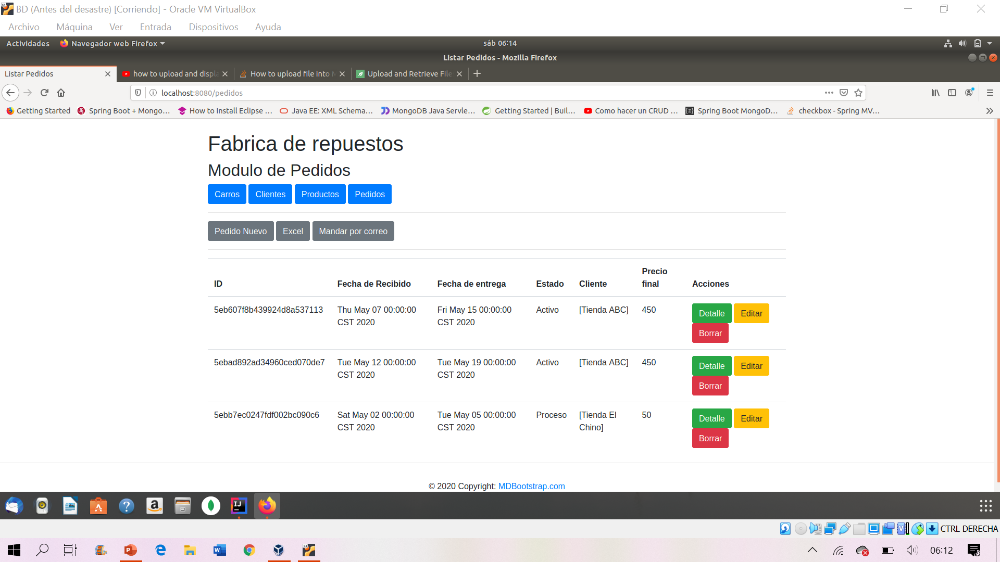 BD (Antes del desastre) [Corriendo] - Oracle VM VirtualBox
Archivo Máquina Ver Entrada Dispositivos Ayuda
Actividades Navegador web Firefox sáb 06:14
Listar Pedidos - Mozilla Firefox
Listar Pedidos how to upload and displa How to upload file into M Upload and Retrieve File
localhost:8080/pedidos
Getting Started Spring Boot + Mongo… How to Install Eclipse … Java EE: XML Schema… MongoDB Java Servle… Getting Started | Buil… Como hacer un CRUD … Spring Boot MongoD… checkbox - Spring MV…
Fabrica de repuestos
Modulo de Pedidos
Carros Clientes Productos Pedidos
Pedido Nuevo Excel Mandar por correo
Precio
ID Fecha de Recibido Fecha de entrega Estado Cliente final Acciones
5eb607f8b439924d8a537113 Thu May 07 00:00:00 Fri May 15 00:00:00 Activo [Tienda ABC] 450 Detalle Editar
CST 2020 CST 2020
Borrar
5ebad892ad34960ced070de7 Tue May 12 00:00:00 Tue May 19 00:00:00 Activo [Tienda ABC] 450 Detalle Editar
CST 2020 CST 2020
Borrar
5ebb7ec0247fdf002bc090c6 Sat May 02 00:00:00 Tue May 05 00:00:00 Proceso [Tienda El 50 Detalle Editar
CST 2020 CST 2020 Chino]
Borrar
© 2020 Copyright: MDBootstrap.com
CTRL DERECHA
06:12